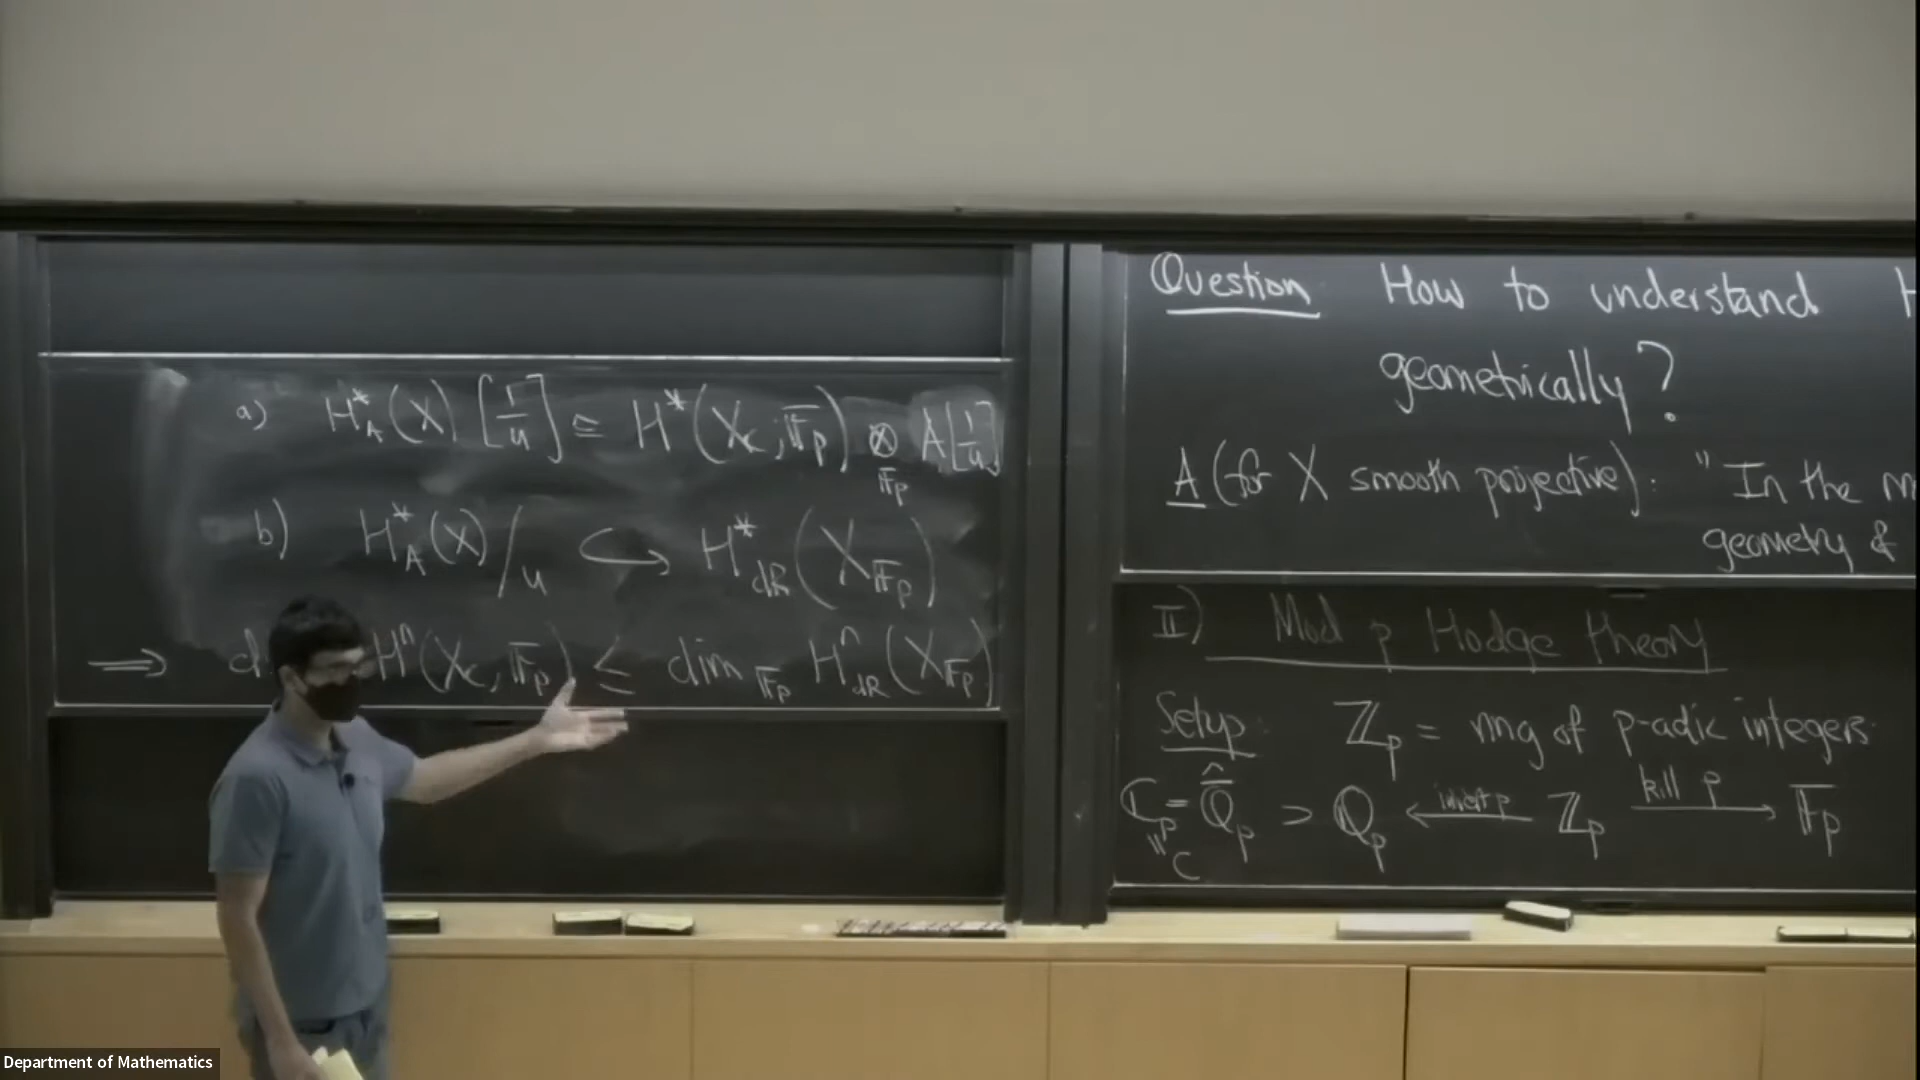 a) H*_A(X) [1/u] ≅ H*(X_C; F_p) ⊗_{F_p} A[1/u]
b) H*_A(X)/u ↪ H*_dR(X_{F_p})
⟹ H^n(X_C, F_p) ≤ dim_{F_p} H^n_dR(X_{F_p})
Question: How to understand
geometrically?
A (for X smooth projective): "In the
geometry &
II) Mod p Hodge theory
Setup: Z_p = ring of p-adic integers.
C_p = \hat{\bar{Q}}_p > Q_p ←(invert p) Z_p →(kill p) F_p
" C
Department of Mathematics